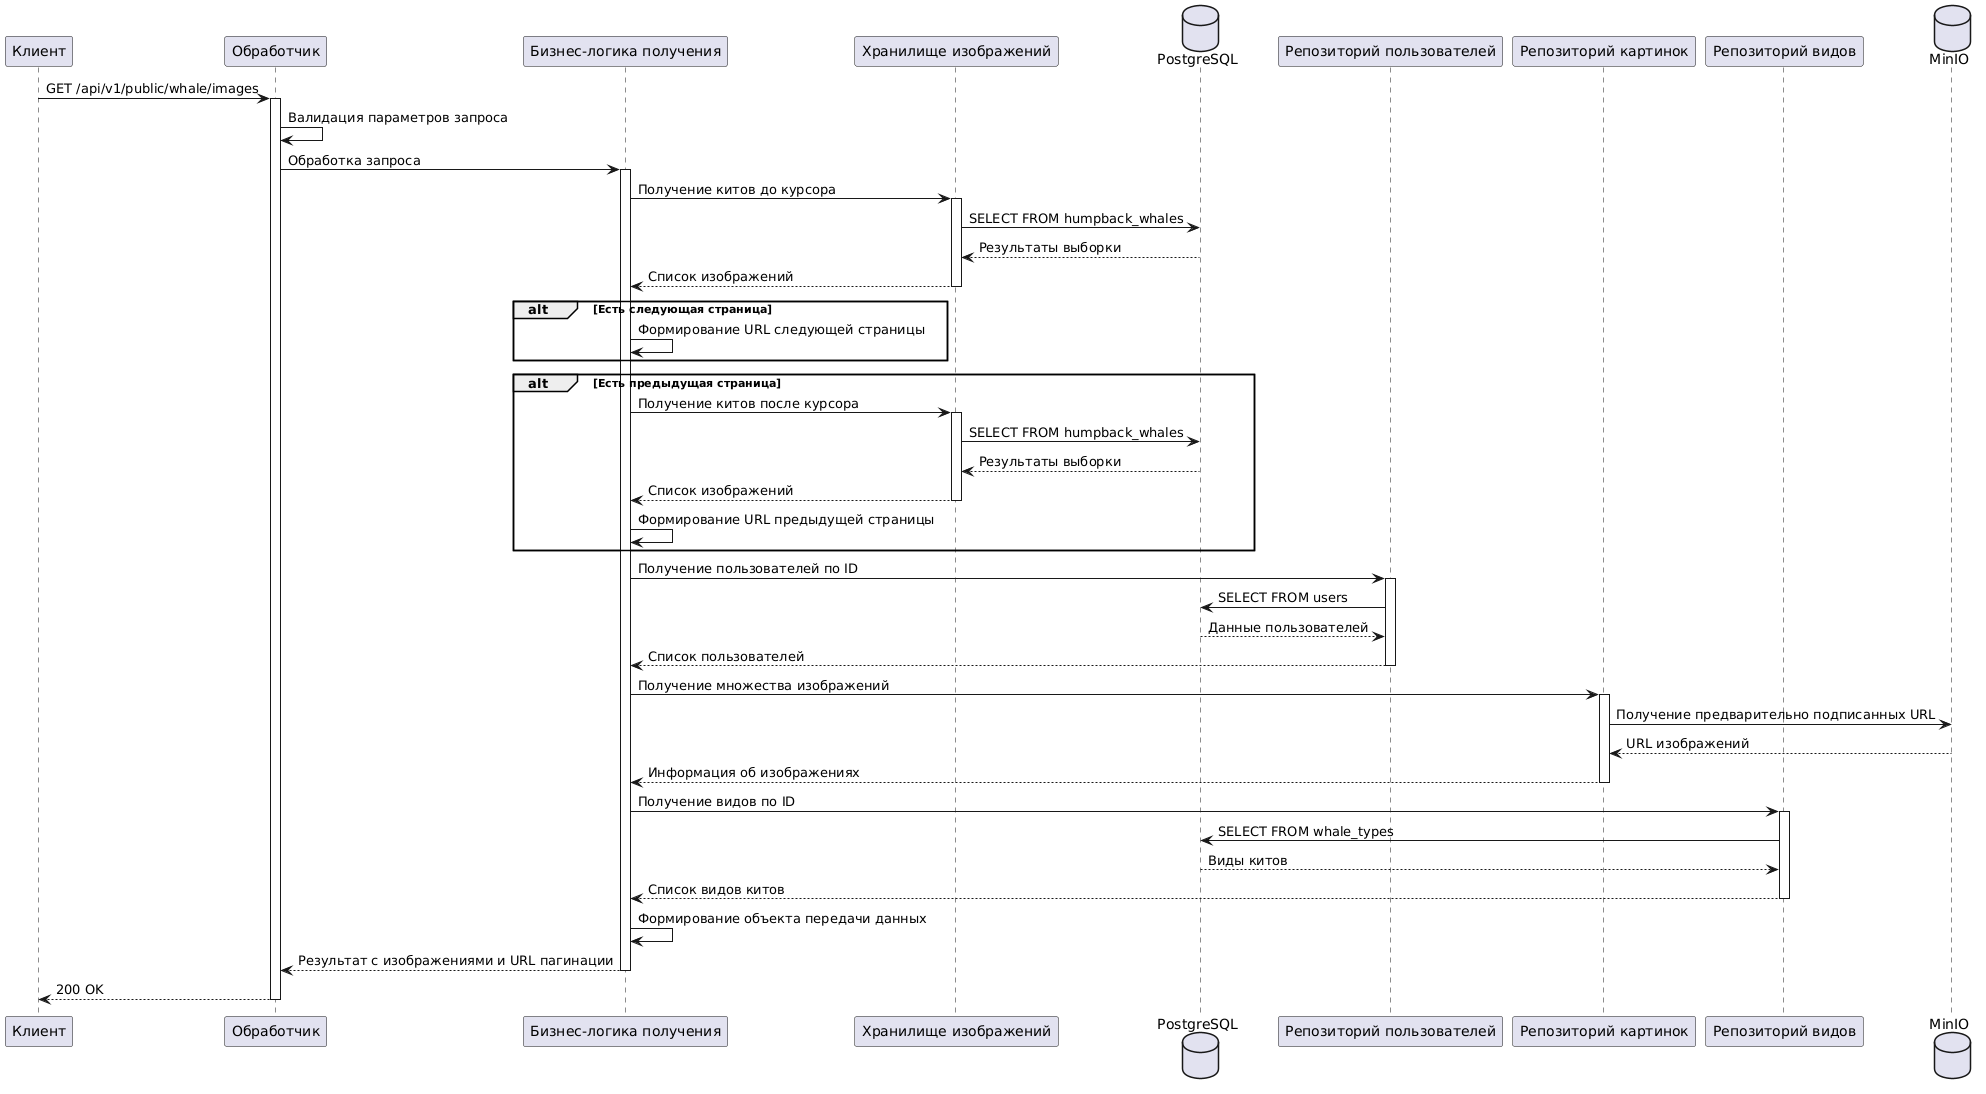 PostgreSQL
MinIO
Клиент
Обработчик
Бизнес-логика получения
Хранилище изображений
Репозиторий пользователей
Репозиторий картинок
Репозиторий видов
GET /api/v1/public/whale/images
Валидация параметров запроса
Обработка запроса
Получение китов до курсора
SELECT FROM humpback_whales
Результаты выборки
Список изображений
alt
[Есть следующая страница]
Формирование URL следующей страницы
alt
[Есть предыдущая страница]
Получение китов после курсора
SELECT FROM humpback_whales
Результаты выборки
Список изображений
Формирование URL предыдущей страницы
Получение пользователей по ID
SELECT FROM users
Данные пользователей
Список пользователей
Получение множества изображений
Получение предварительно подписанных URL
URL изображений
Информация об изображениях
Получение видов по ID
SELECT FROM whale_types
Виды китов
Список видов китов
Формирование объекта передачи данных
Результат с изображениями и URL пагинации
200 OK
Клиент
Обработчик
Бизнес-логика получения
Хранилище изображений
PostgreSQL
Репозиторий пользователей
Репозиторий картинок
Репозиторий видов
MinIO